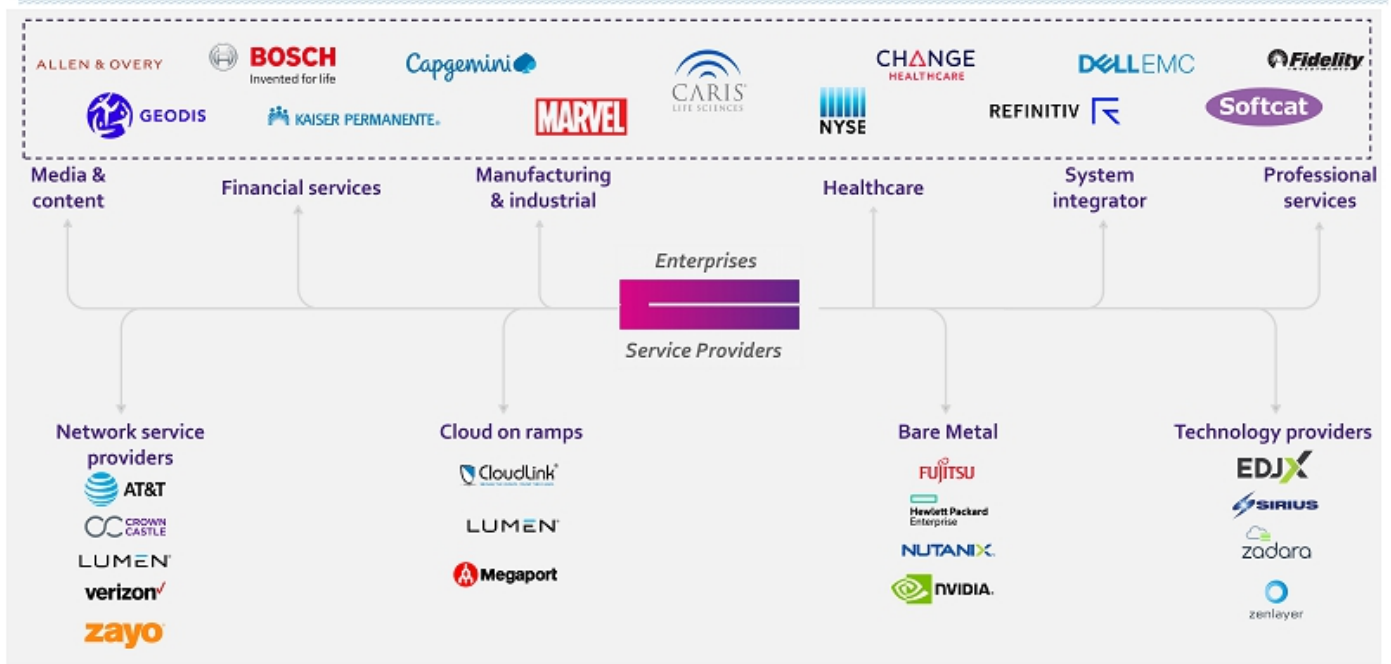 ALLEN & OVERY
BOSCH
Invented for life
Capgemini
CARIS
LIFE SCIENCES
CHANGE
HEALTHCARE
DELLEMC
Fidelity
GEODIS
KAISER PERMANENTE®
MARVEL
NYSE
REFINITIV
Softcat
Media &
content
Financial services
Manufacturing
& industrial
Healthcare
System
integrator
Professional
services
Enterprises
Service Providers
Network service
providers
AT&T
CROWN
CASTLE
LUMEN®
verizon
zayo
Cloud on ramps
CloudLink®
LUMEN®
Megaport
Bare Metal
FUJITSU
Hewlett Packard
Enterprise
NUTANIX
NVIDIA.
Technology providers
EDJX
SIRIUS
zadara
zenlayer